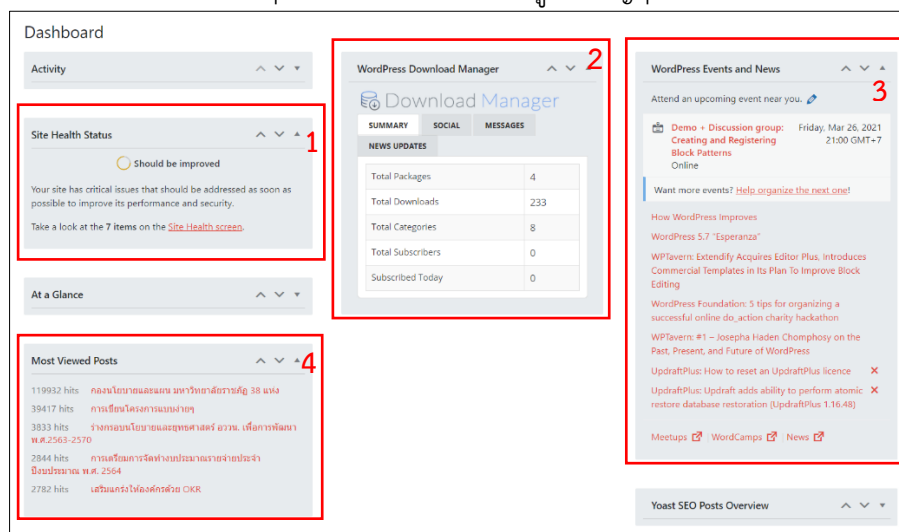 Dashboard
Activity
1
Site Health Status
Should be improved
Your site has critical issues that should be addressed as soon as
possible to improve its performance and security.
Take a look at the 7 items on the Site Health screen.
At a Glance
4
Most Viewed Posts
119932 hits กองนโยบายและแผน มหาวิทยาลัยราชภัฏ 38 แห่ง
39417 hits การเขียนโครงการแบบง่ายๆ
3833 hits ร่างกรอบนโยบายและยุทธศาสตร์ อววน. เพื่อการพัฒนา
พ.ศ.2563-2570
2844 hits การเตรียมการจัดทำงบประมาณรายจ่ายประจำ
ปีงบประมาณ พ.ศ. 2564
2782 hits เสริมแกร่งให้องค์กรด้วย OKR
2
WordPress Download Manager
Download Manager
SUMMARY SOCIAL MESSAGES
NEWS UPDATES
Total Packages 4
Total Downloads 233
Total Categories 8
Total Subscribers 0
Subscribed Today 0
WordPress Events and News
3
Attend an upcoming event near you.
Demo + Discussion group: Friday, Mar 26, 2021
Creating and Registering 21:00 GMT+7
Block Patterns
Online
Want more events? Help organize the next one!
How WordPress Improves
WordPress 5.7 "Esperanza"
WPTavern: Extendify Acquires Editor Plus, Introduces
Commercial Templates in Its Plan To Improve Block
Editing
WordPress Foundation: 5 tips for organizing a
successful online do_action charity hackathon
WPTavern: #1 – Josepha Haden Chomphosy on the
Past, Present, and Future of WordPress
UpdraftPlus: How to reset an UpdraftPlus licence
UpdraftPlus: Updraft adds ability to perform atomic
restore database restoration (UpdraftPlus 1.16.48)
Meetups WordCamps News
Yoast SEO Posts Overview